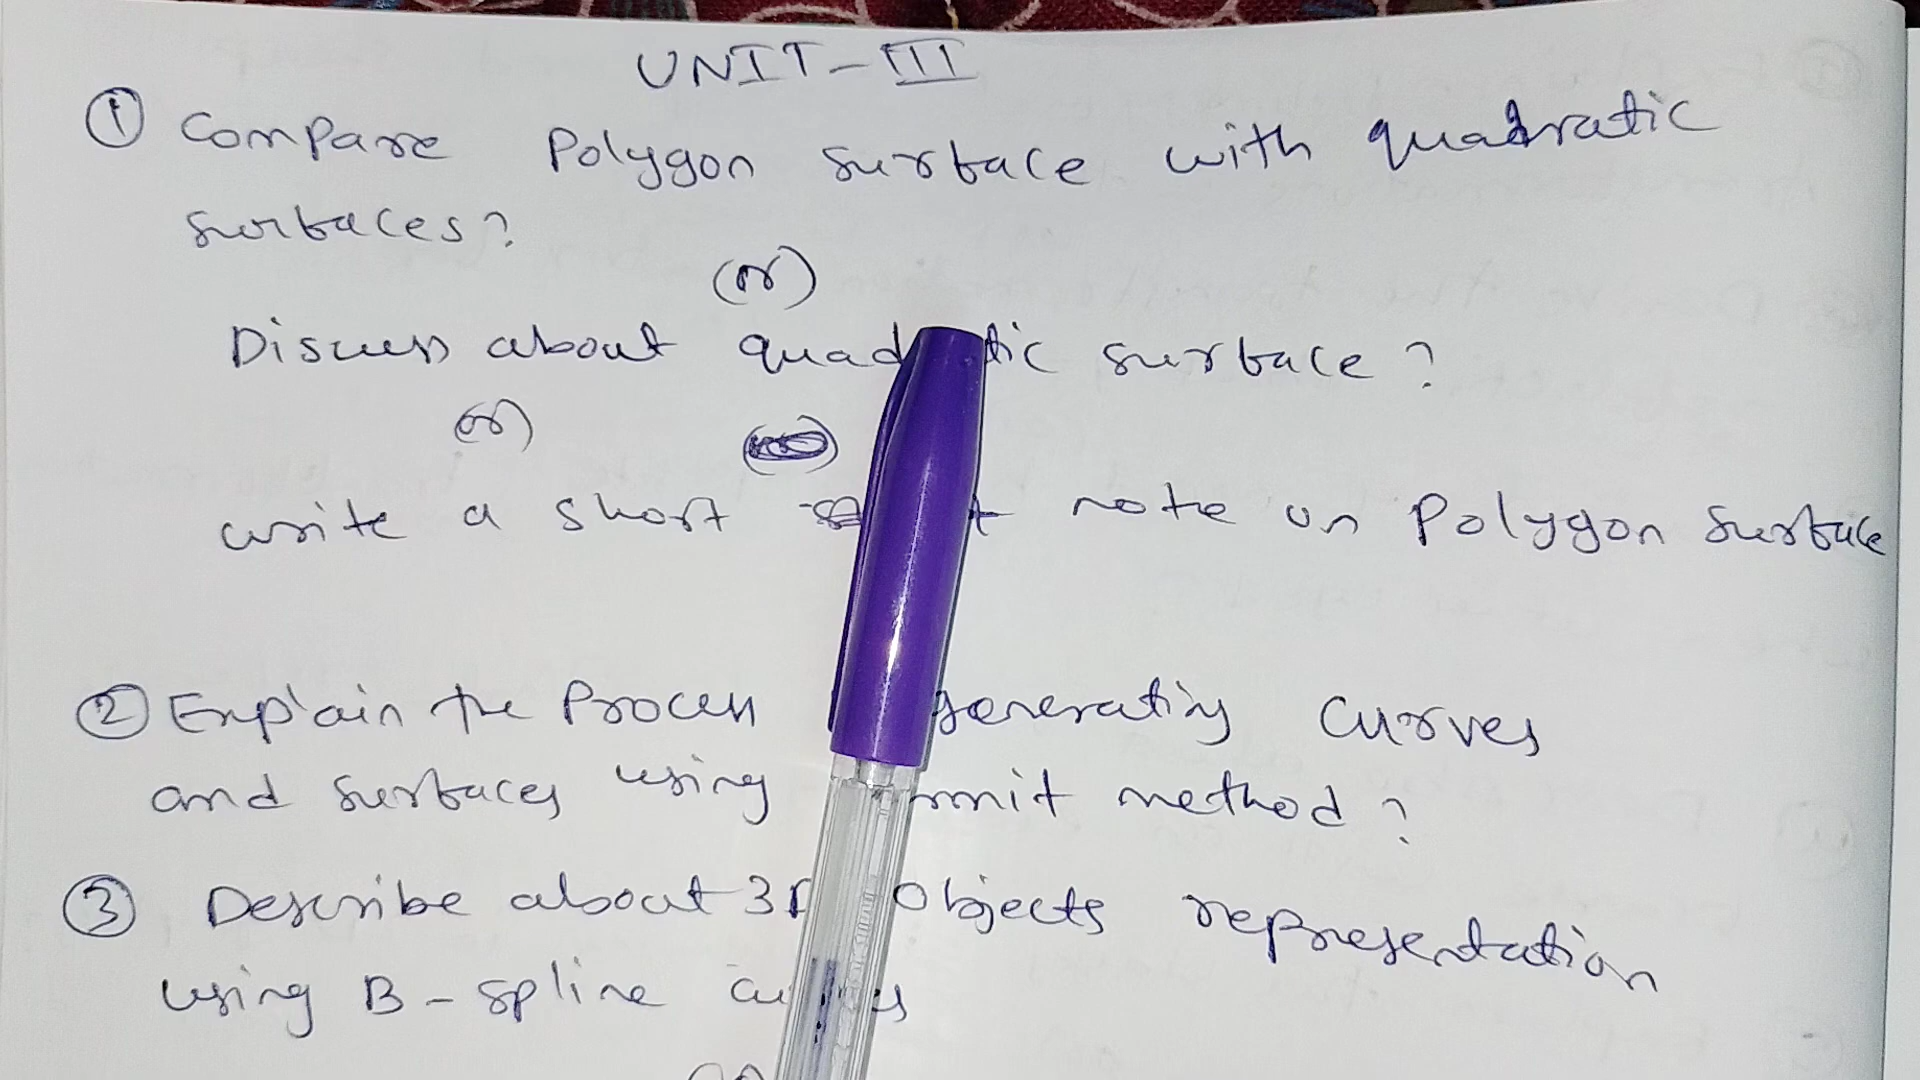 UNIT-III
① Compare Polygon surface with quadratic
surfaces?
(or)
Discuss about quad tic surface?
(or)
write a short note on Polygon surface
② Explain the Process generating curves
and surfaces using method?
③ Describe about 3D Objects representation
using B-spline